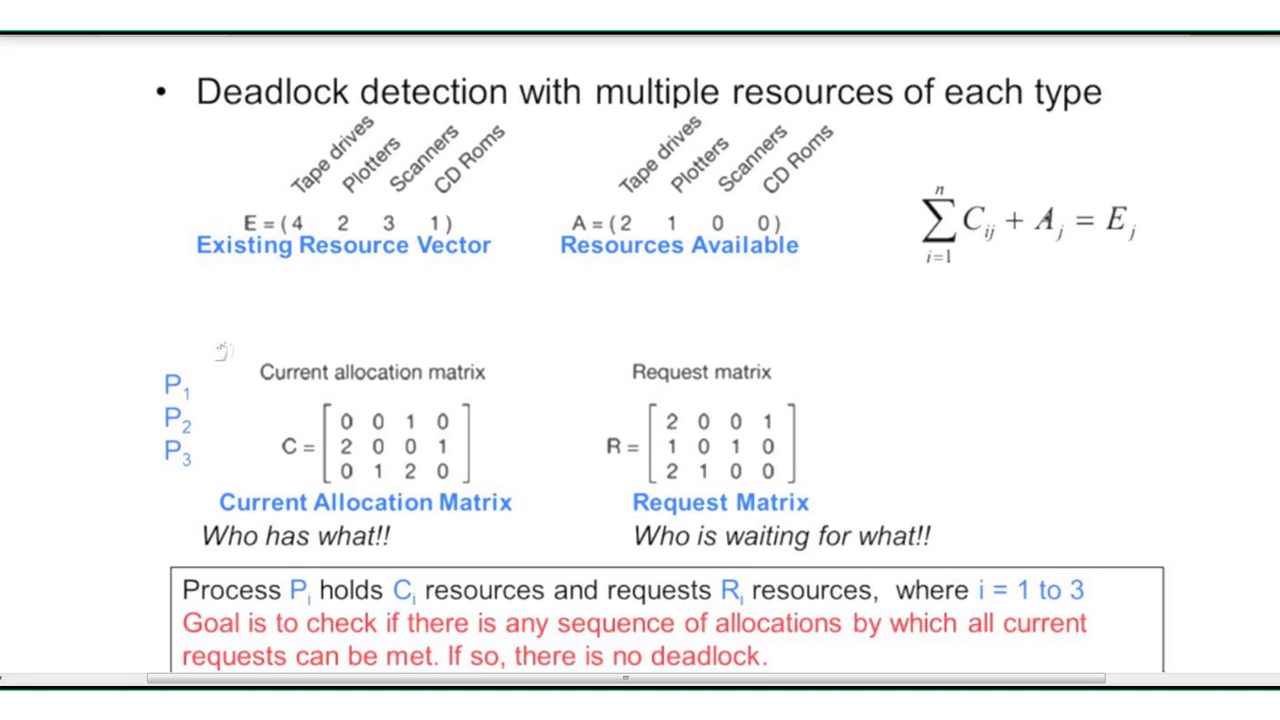 • Deadlock detection with multiple resources of each type
Tape drives Plotters Scanners CD Roms
Tape drives Plotters Scanners CD Roms
E = ( 4 2 3 1 )
A = ( 2 1 0 0 )
Existing Resource Vector
Resources Available
n
∑ Cij + Aj = Ej
i=1
P1
P2
P3
Current allocation matrix
C = [ 0 0 1 0
2 0 0 1
0 1 2 0 ]
Current Allocation Matrix
Who has what!!
Request matrix
R = [ 2 0 0 1
1 0 1 0
2 1 0 0 ]
Request Matrix
Who is waiting for what!!
Process Pi holds Ci resources and requests Ri resources, where i = 1 to 3
Goal is to check if there is any sequence of allocations by which all current
requests can be met. If so, there is no deadlock.